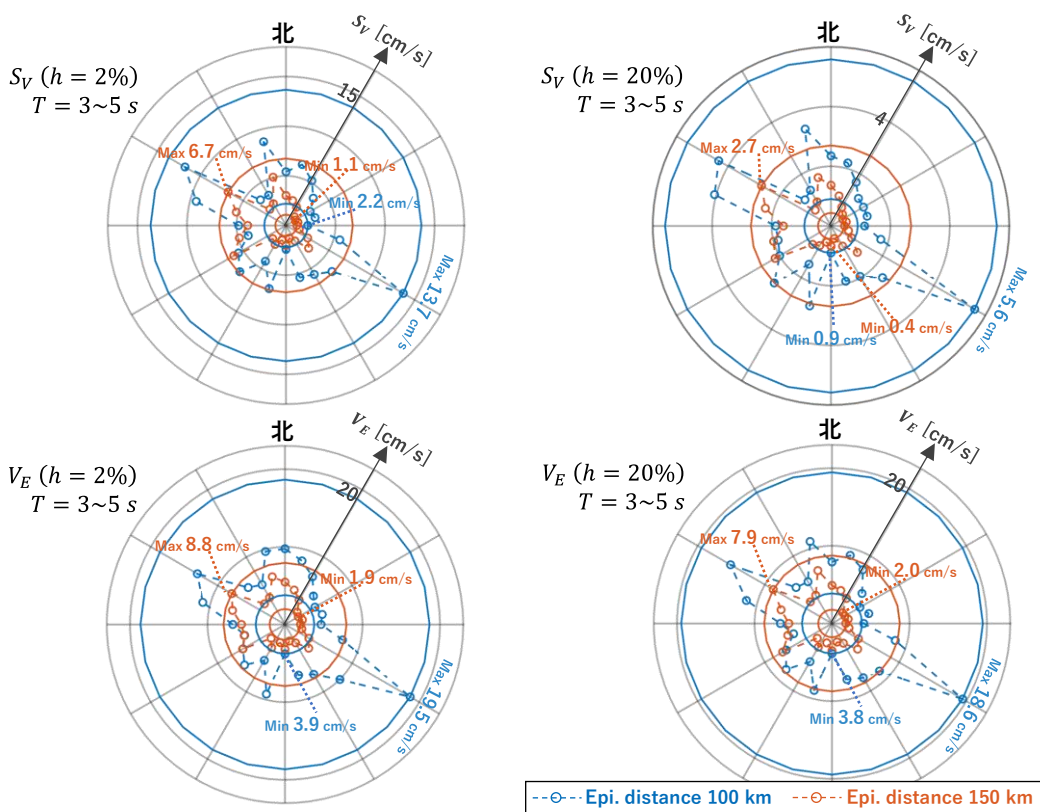 北
S_V [cm/s]
S_V (h = 2%)
T = 3~5 s
15
Max 6.7 cm/s
Min 1.1 cm/s
Min 2.2 cm/s
Max 13.7 cm/s
北
S_V [cm/s]
S_V (h = 20%)
T = 3~5 s
4
Max 2.7 cm/s
Max 5.6 cm/s
Min 0.4 cm/s
Min 0.9 cm/s
北
V_E [cm/s]
V_E (h = 2%)
T = 3~5 s
20
Max 8.8 cm/s
Min 1.9 cm/s
Max 19.5 cm/s
Min 3.9 cm/s
北
V_E [cm/s]
V_E (h = 20%)
T = 3~5 s
20
Max 7.9 cm/s
Min 2.0 cm/s
Max 18.6 cm/s
Min 3.8 cm/s
Epi. distance 100 km
Epi. distance 150 km